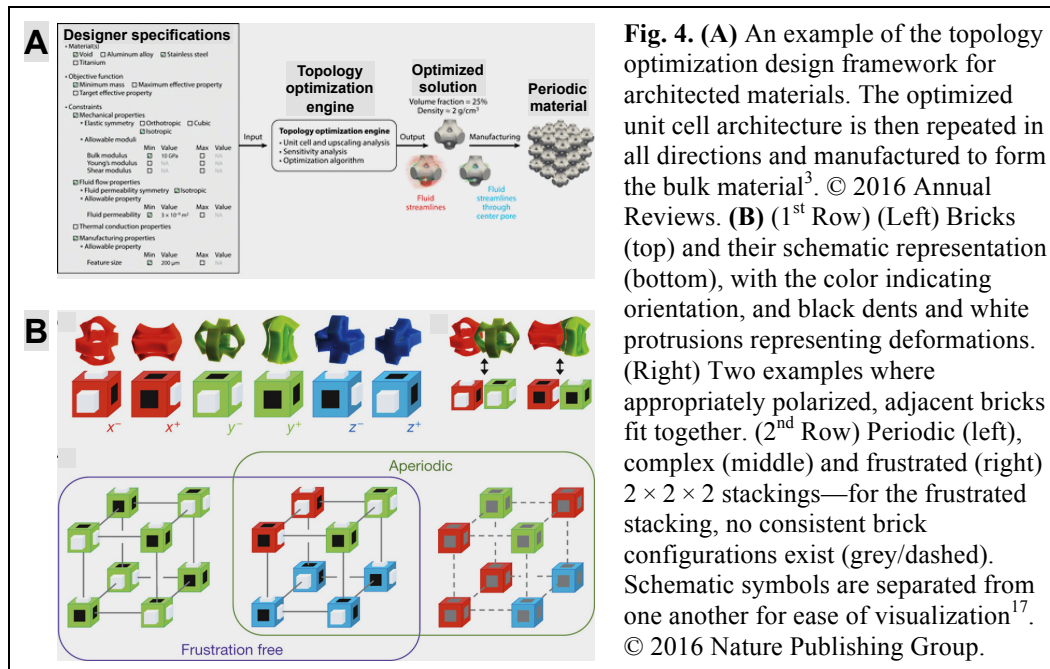 A
Designer specifications
• Material(s)
Void Aluminum alloy Stainless steel
Titanium
• Objective function
Minimum mass Maximum effective property
Target effective property
• Constraints
Mechanical properties
• Elastic symmetry Orthotropic Cubic
Isotropic
• Allowable moduli
Min Value Max Value
Bulk modulus 10 GPa NA
Young's modulus NA NA
Shear modulus NA NA
Fluid flow properties
• Fluid permeability symmetry Isotropic
• Allowable property
Min Value Max Value
Fluid permeability NA
Thermal conduction properties
Manufacturing properties
• Allowable property
Min Value Max Value
Feature size 200 μm NA
Input
Topology
optimization
engine
Topology optimization engine
• Unit cell and upscaling analysis
• Sensitivity analysis
• Optimization algorithm
Output
Optimized
solution
Volume fraction = 25%
Density = 2 g/cm³
Manufacturing
Fluid
streamlines
Fluid
streamlines
through
center pore
Periodic
material
B
x⁻ x⁺ y⁻ y⁺ z⁻ z⁺
Aperiodic
Frustration free
Fig. 4. (A) An example of the topology
optimization design framework for
architected materials. The optimized
unit cell architecture is then repeated in
all directions and manufactured to form
the bulk material³. © 2016 Annual
Reviews. (B) (1st Row) (Left) Bricks
(top) and their schematic representation
(bottom), with the color indicating
orientation, and black dents and white
protrusions representing deformations.
(Right) Two examples where
appropriately polarized, adjacent bricks
fit together. (2nd Row) Periodic (left),
complex (middle) and frustrated (right)
2 × 2 × 2 stackings—for the frustrated
stacking, no consistent brick
configurations exist (grey/dashed).
Schematic symbols are separated from
one another for ease of visualization¹⁷.
© 2016 Nature Publishing Group.